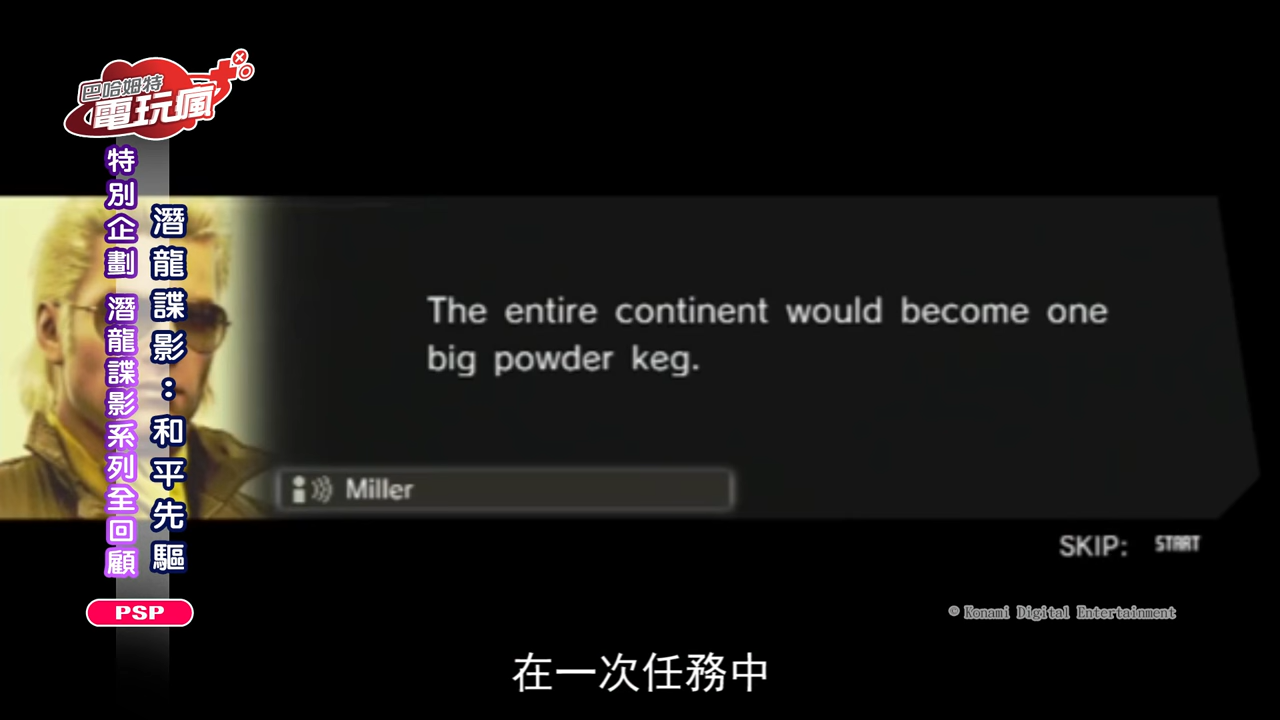 巴哈姆特
電玩瘋
特別企劃 潛龍諜影系列全回顧
潛龍諜影：和平先驅
PSP
The entire continent would become one
big powder keg.
Miller
SKIP: START
© Konami Digital Entertainment
在一次任務中